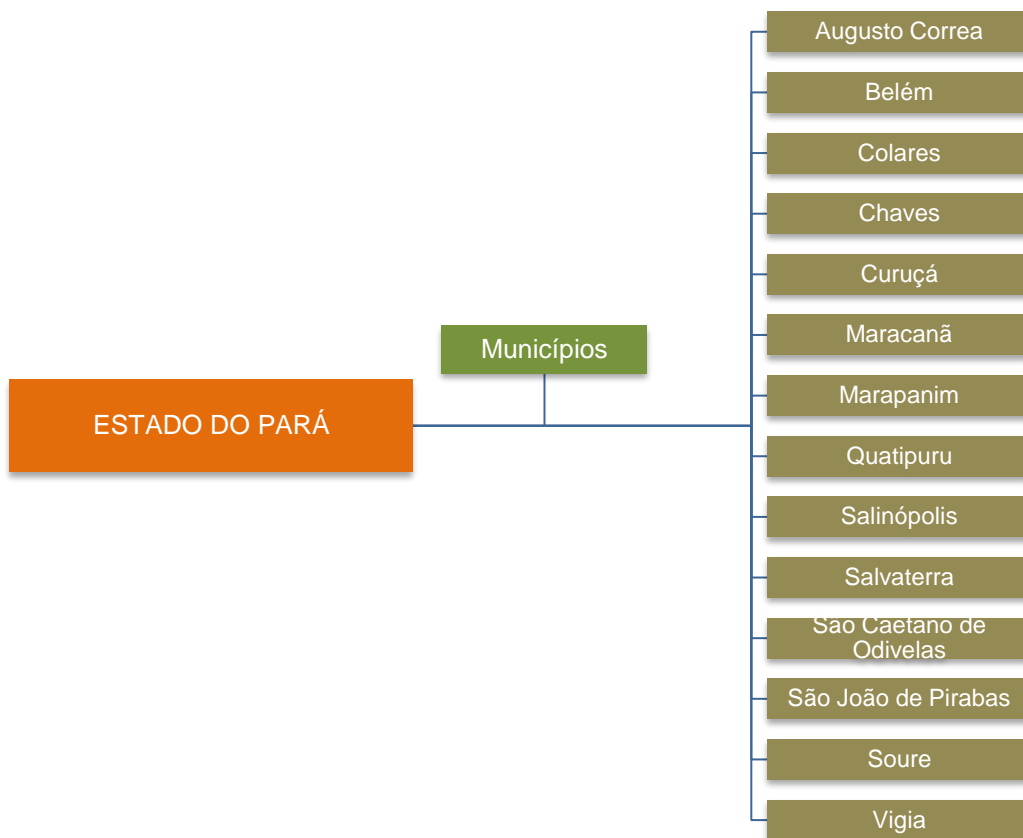 ESTADO DO PARÁ
Municípios
Augusto Correa
Belém
Colares
Chaves
Curuçá
Maracanã
Marapanim
Quatipuru
Salinópolis
Salvaterra
São Caetano de
Odivelas
São João de Pirabas
Soure
Vigia